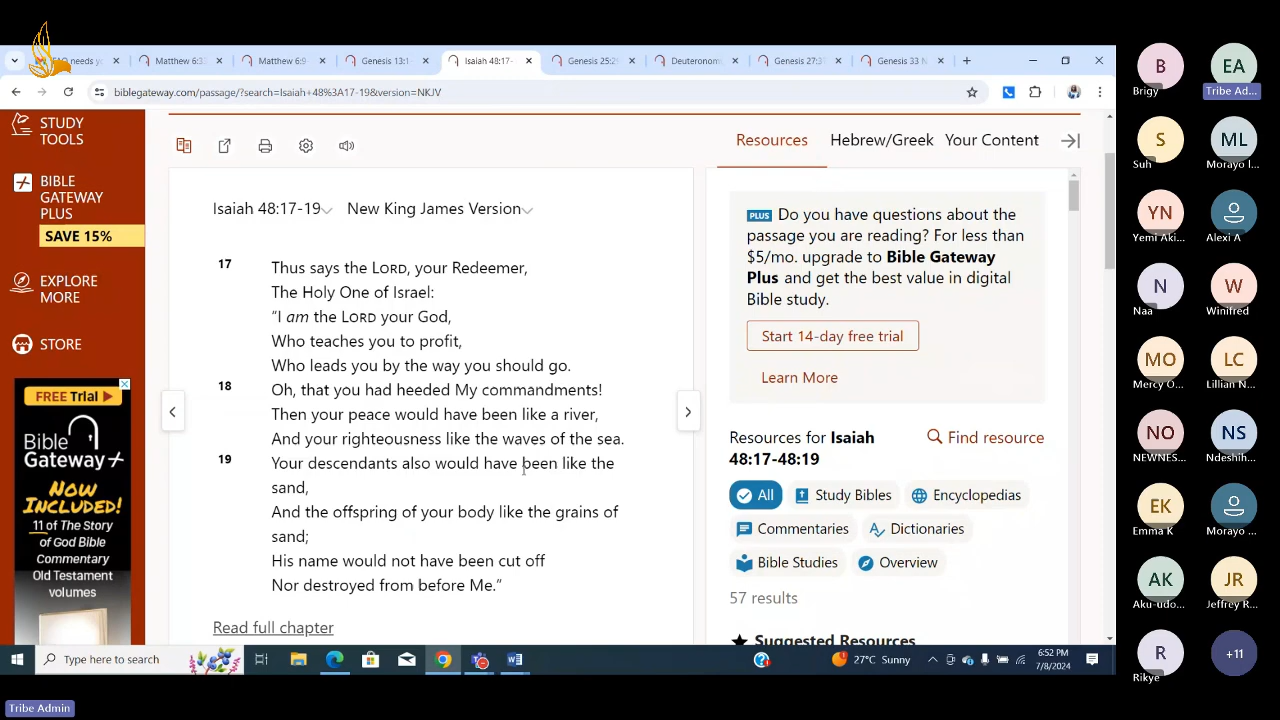 FAQ needs yo
Matthew 6:33
Matthew 6:9
Genesis 13:1-
Isaiah 48:17-
Genesis 25:29
Deuteronom
Genesis 27:3
Genesis 33 N
biblegateway.com/passage/?search=Isaiah+48%3A17-19&version=NKJV
STUDY
TOOLS
BIBLE
GATEWAY
PLUS
SAVE 15%
EXPLORE
MORE
STORE
FREE Trial
Bible
Gateway+
NOW
INCLUDED!
11 of The Story
of God Bible
Commentary
Old Testament
volumes
Isaiah 48:17-19 New King James Version
17 Thus says the LORD, your Redeemer,
The Holy One of Israel:
“I am the LORD your God,
Who teaches you to profit,
Who leads you by the way you should go.
18 Oh, that you had heeded My commandments!
Then your peace would have been like a river,
And your righteousness like the waves of the sea.
19 Your descendants also would have been like the
sand,
And the offspring of your body like the grains of
sand;
His name would not have been cut off
Nor destroyed from before Me.”
Read full chapter
Resources Hebrew/Greek Your Content
PLUS Do you have questions about the
passage you are reading? For less than
$5/mo. upgrade to Bible Gateway
Plus and get the best value in digital
Bible study.
Start 14-day free trial
Learn More
Resources for Isaiah
48:17-48:19
Find resource
All Study Bibles Encyclopedias
Commentaries Dictionaries
Bible Studies Overview
57 results
Suggested Resources
Type here to search
27°C Sunny
6:52 PM
7/8/2024
Tribe Admin
B
Brigy
EA
Tribe Ad...
S
Suh
ML
Morayo I...
YN
Yemi Aki...
Alexi A
N
Naa
W
Winifred
MO
Mercy O...
LC
Lillian N...
NO
NEWNES...
NS
Ndeshih...
EK
Emma K
Morayo ...
AK
Aku-udo...
JR
Jeffrey R...
R
Rikye
+11